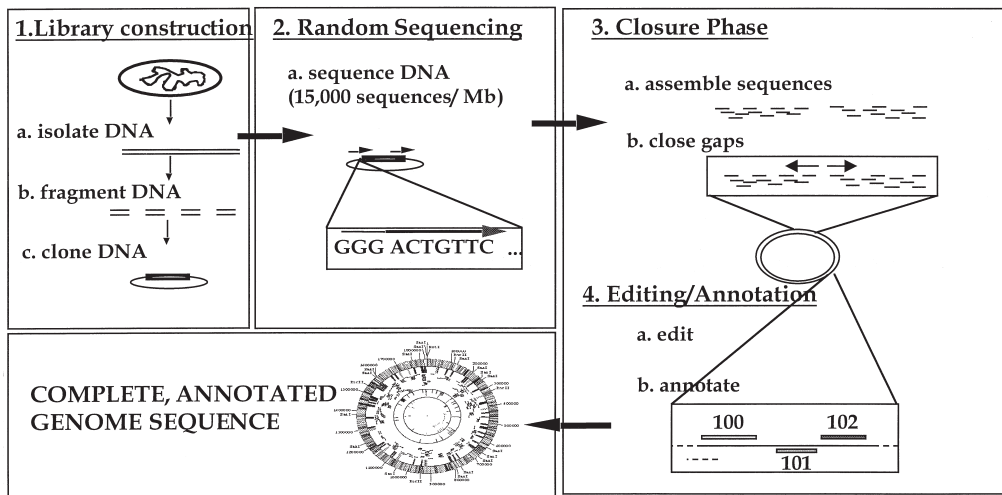 1.Library construction
a. isolate DNA
b. fragment DNA
c. clone DNA
2. Random Sequencing
a. sequence DNA
(15,000 sequences/ Mb)
GGG ACTGTTC ...
3. Closure Phase
a. assemble sequences
b. close gaps
4. Editing/Annotation
a. edit
b. annotate
100
102
101
COMPLETE, ANNOTATED
GENOME SEQUENCE